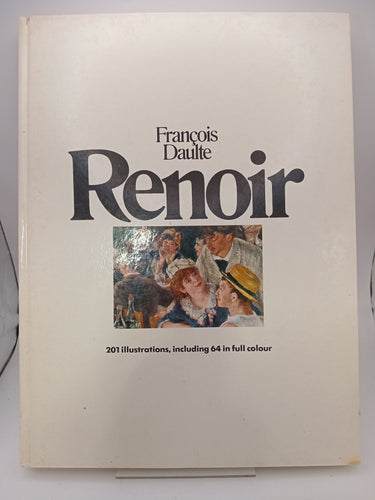 François
Daulte
Renoir
201 illustrations, including 64 in full colour